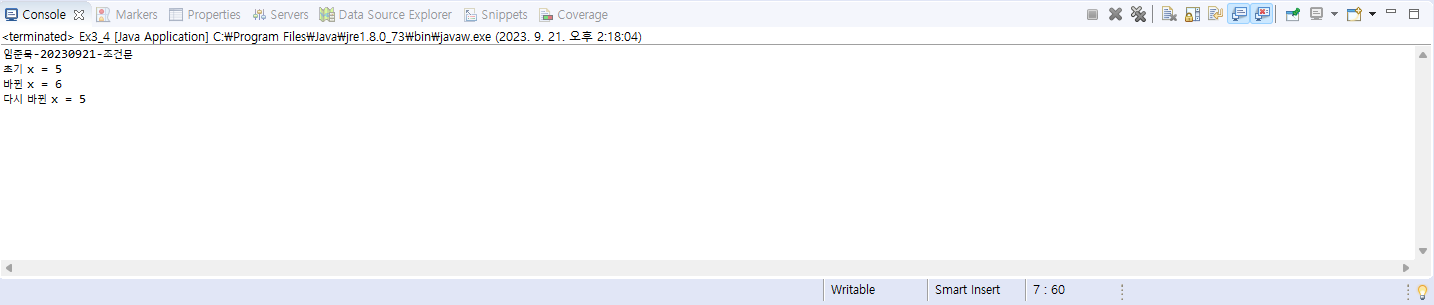 Console Markers Properties Servers Data Source Explorer Snippets Coverage
<terminated> Ex3_4 [Java Application] C:₩Program Files₩Java₩jre1.8.0_73₩bin₩javaw.exe (2023. 9. 21. 오후 2:18:04)
임준묵-20230921-조건문
초기 x = 5
바뀐 x = 6
다시 바뀐 x = 5
Writable Smart Insert 7 : 60